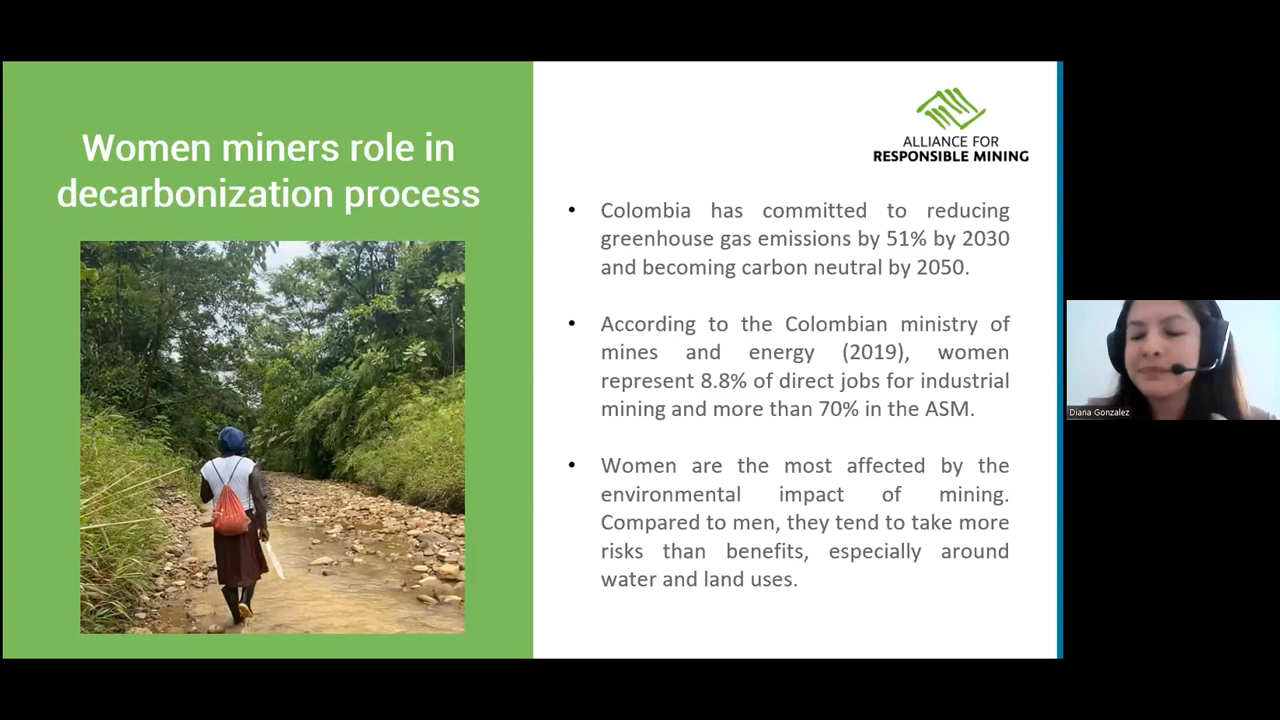 Women miners role in
decarbonization process
ALLIANCE FOR
RESPONSIBLE MINING
• Colombia has committed to reducing
greenhouse gas emissions by 51% by 2030
and becoming carbon neutral by 2050.
• According to the Colombian ministry of
mines and energy (2019), women
represent 8.8% of direct jobs for industrial
mining and more than 70% in the ASM.
• Women are the most affected by the
environmental impact of mining.
Compared to men, they tend to take more
risks than benefits, especially around
water and land uses.
Diana Gonzalez